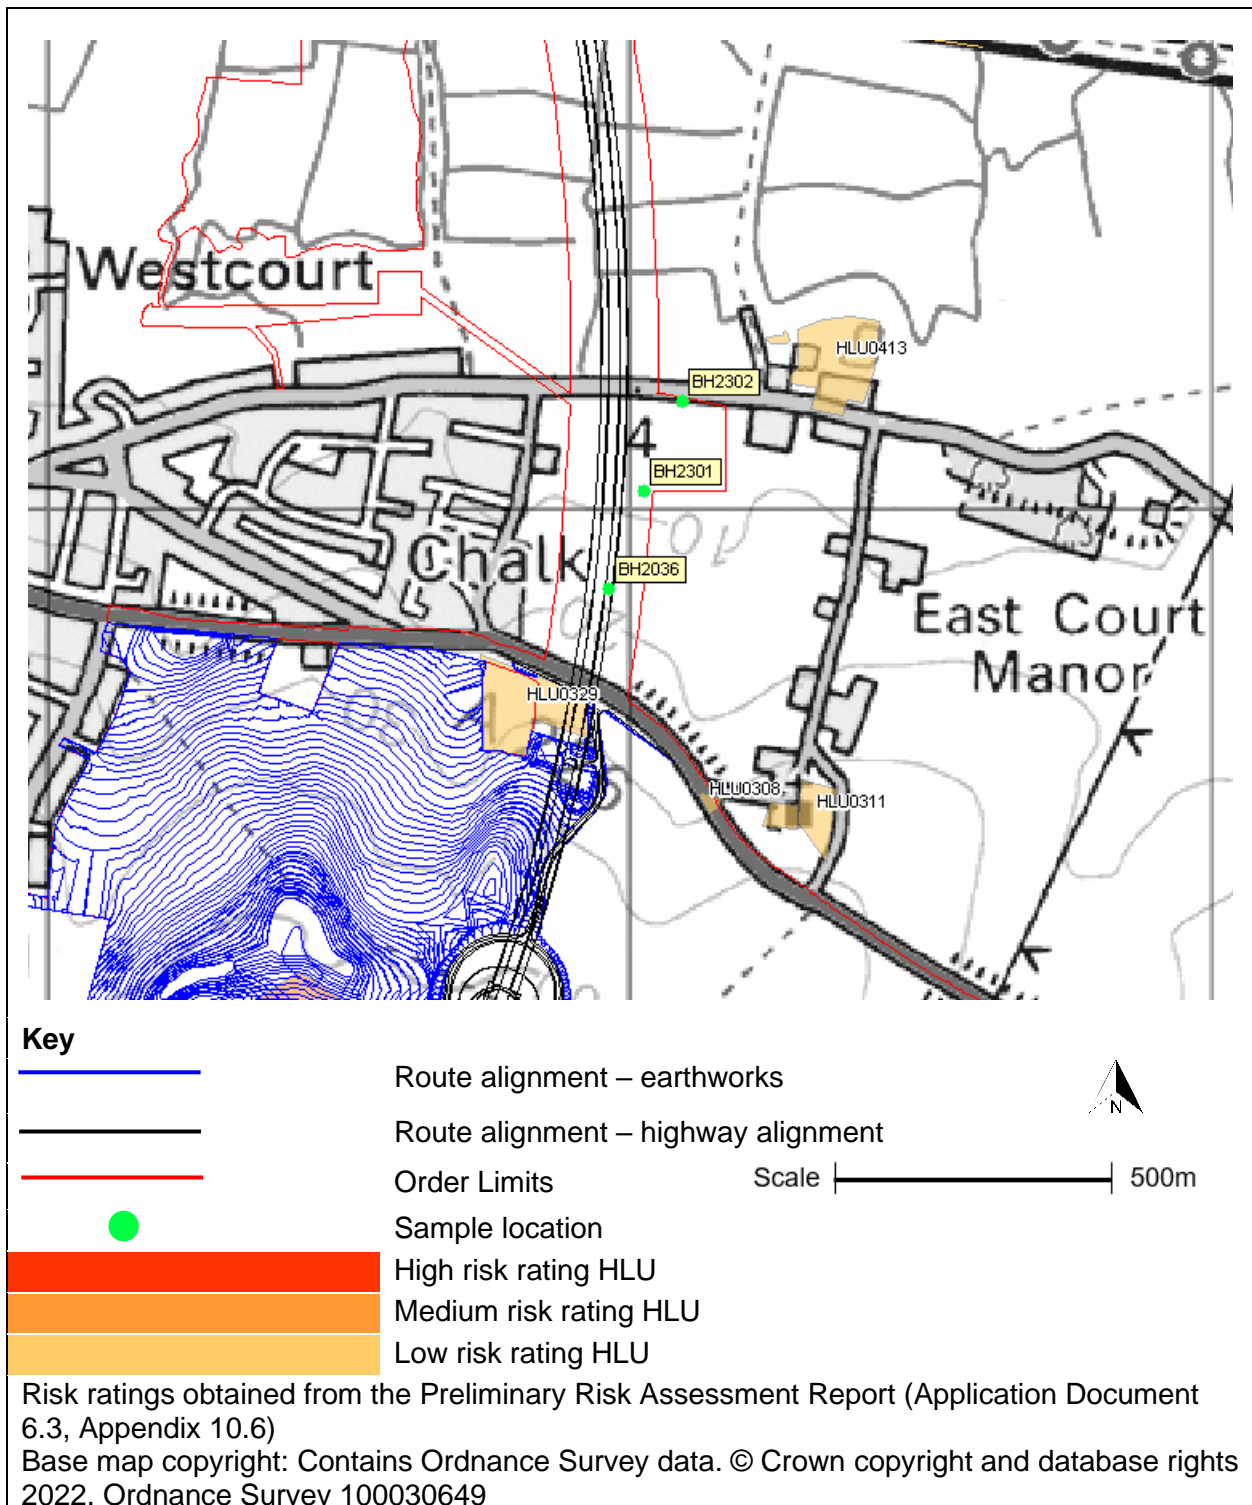 Westcourt
HLU0413
BH2302
4
BH2301
Chalk
BH2036
East Court
Manor
HLU0329
HLU0308
HLU0311
Key
Route alignment – earthworks
Route alignment – highway alignment
N
Order Limits
Scale 500m
Sample location
High risk rating HLU
Medium risk rating HLU
Low risk rating HLU
Risk ratings obtained from the Preliminary Risk Assessment Report (Application Document
6.3, Appendix 10.6)
Base map copyright: Contains Ordnance Survey data. © Crown copyright and database rights
2022. Ordnance Survey 100030649